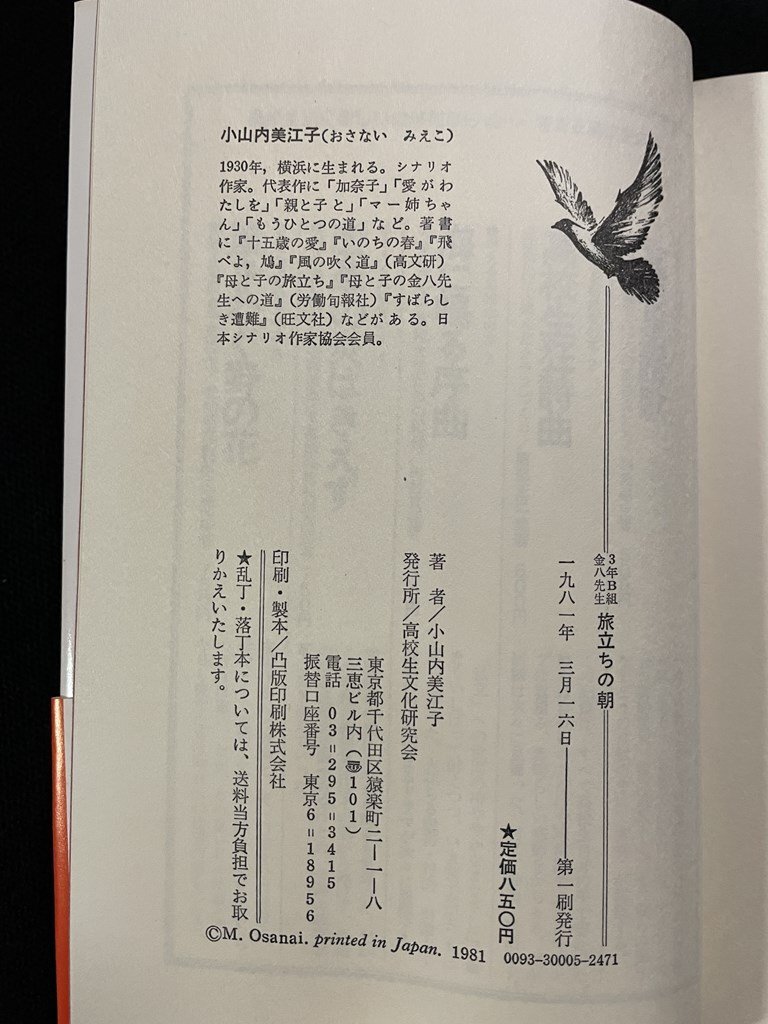 小山内美江子(おさない みえこ)
1930年，横浜に生まれる。シナリオ
作家。代表作に「加奈子」「愛がわ
たしを」「親と子と」「マー姉ちゃ
ん」「もうひとつの道」など。著書
に『十五歳の愛』『いのちの春』『飛
べよ，鳩』『風の吹く道』(高文研)
『母と子の旅立ち』『母と子の金八先
生への道』(労働旬報社)『すばらし
き遭難』(旺文社)などがある。日
本シナリオ作家協会会員。
3年B組
金八先生 旅立ちの朝
一九八一年 三月一六日――第一刷発行
★定価八五〇円
著 者／小山内美江子
発行所／高校生文化研究会
東京都千代田区猿楽町二―一―八
三恵ビル内(〠101)
電話 03＝295＝3415
振替口座番号 東京6＝18956
印刷・製本／凸版印刷株式会社
★乱丁・落丁本については、送料当方負担でお取
りかえいたします。
©M. Osanai. printed in Japan. 1981 0093-30005-2471